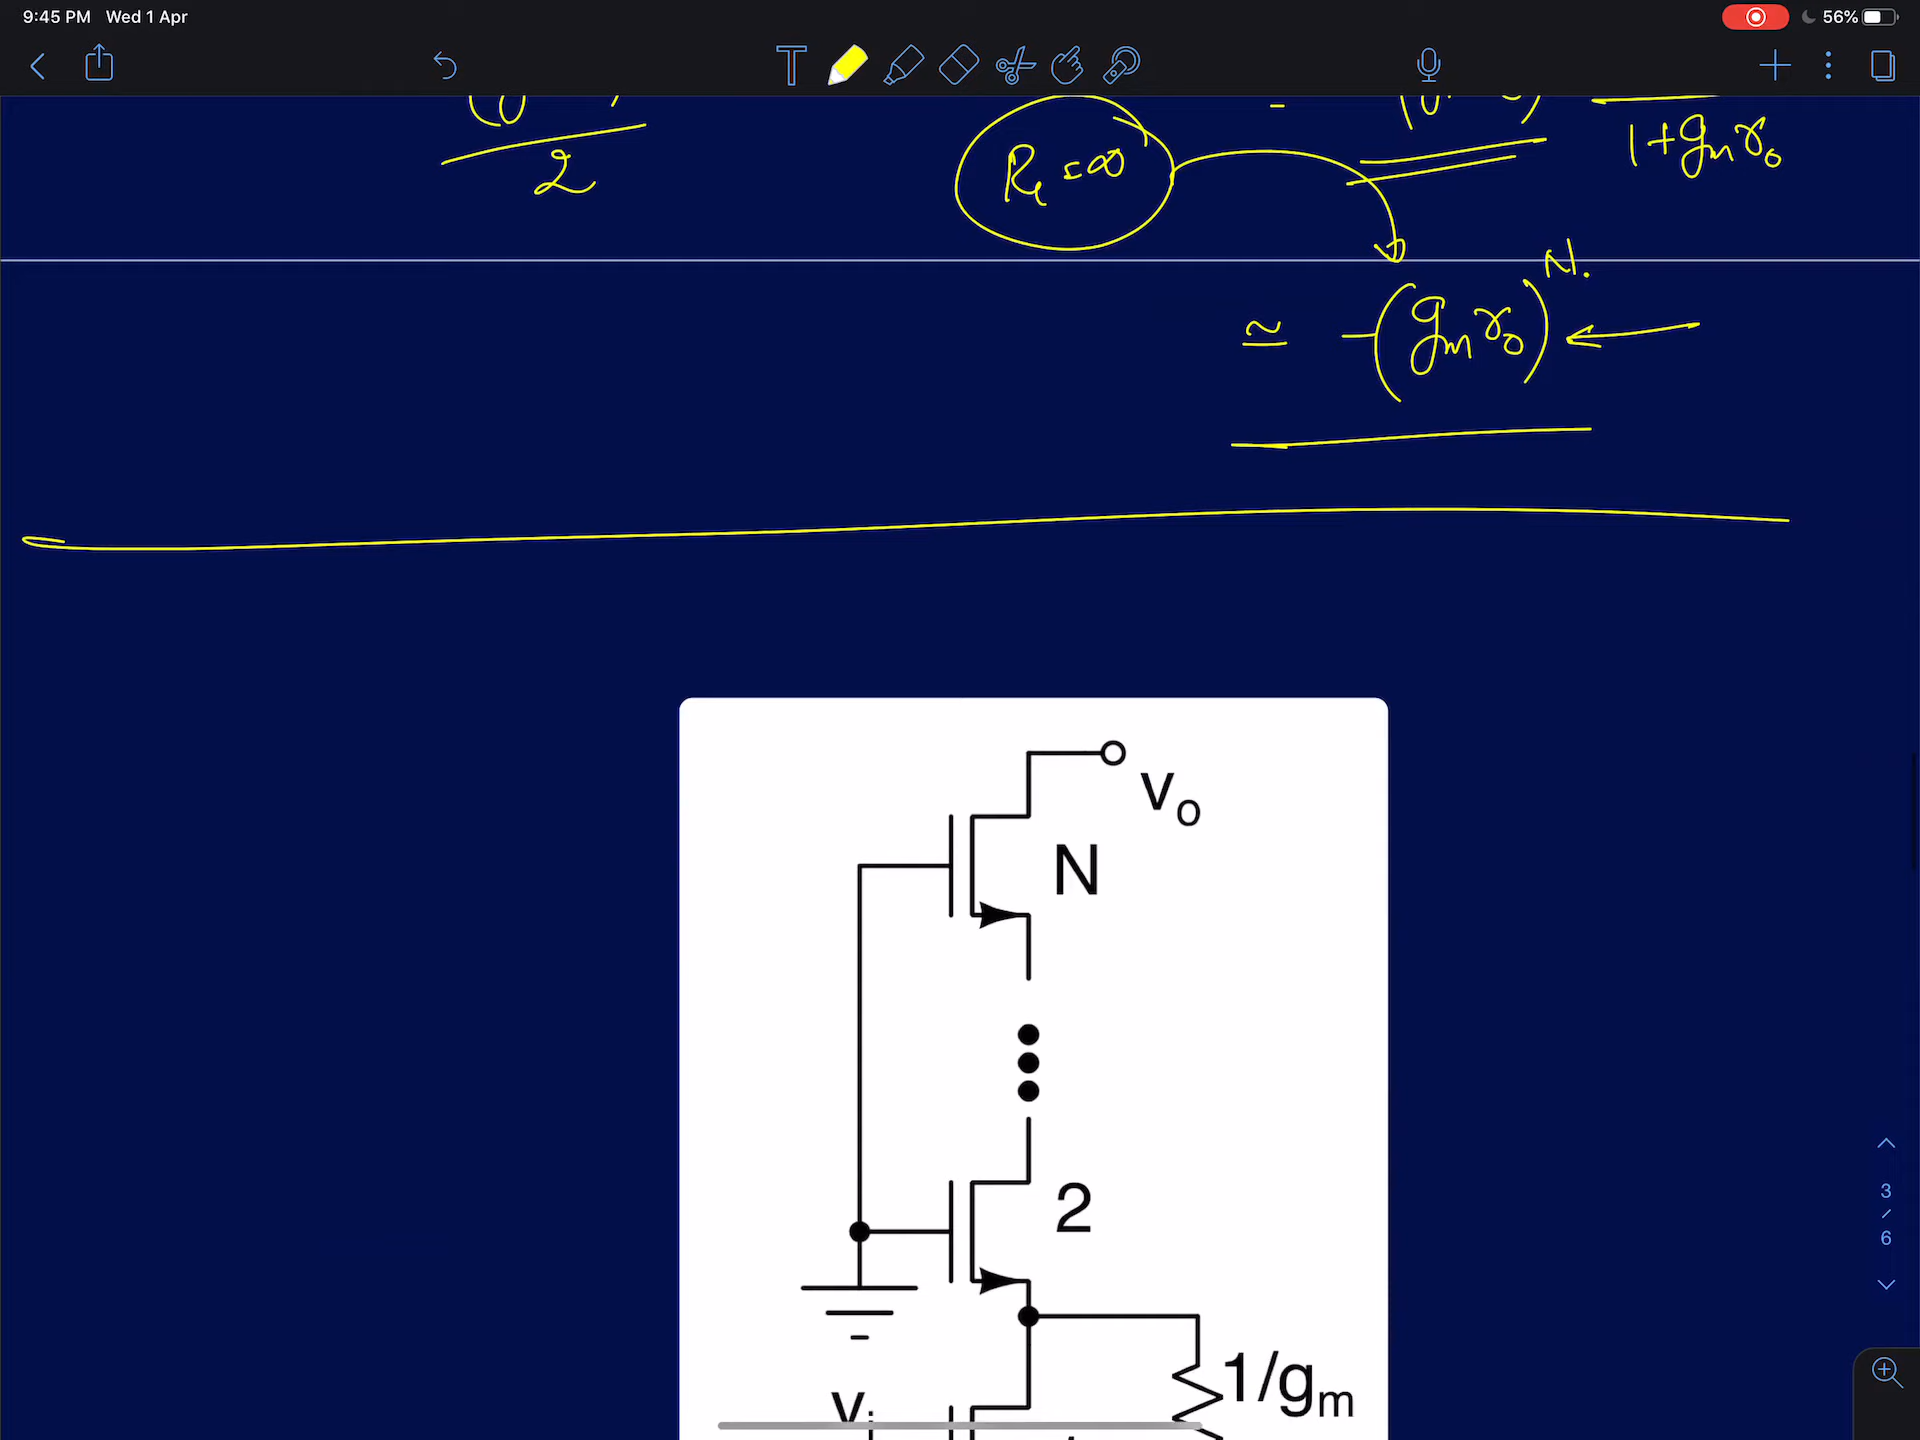 9:45 PM Wed 1 Apr
56%
T
2
R_L = ∞
1+g_m r_o
≃ -(g_m r_o)^N.
v_o
N
2
1/g_m
v_i
3
/
6